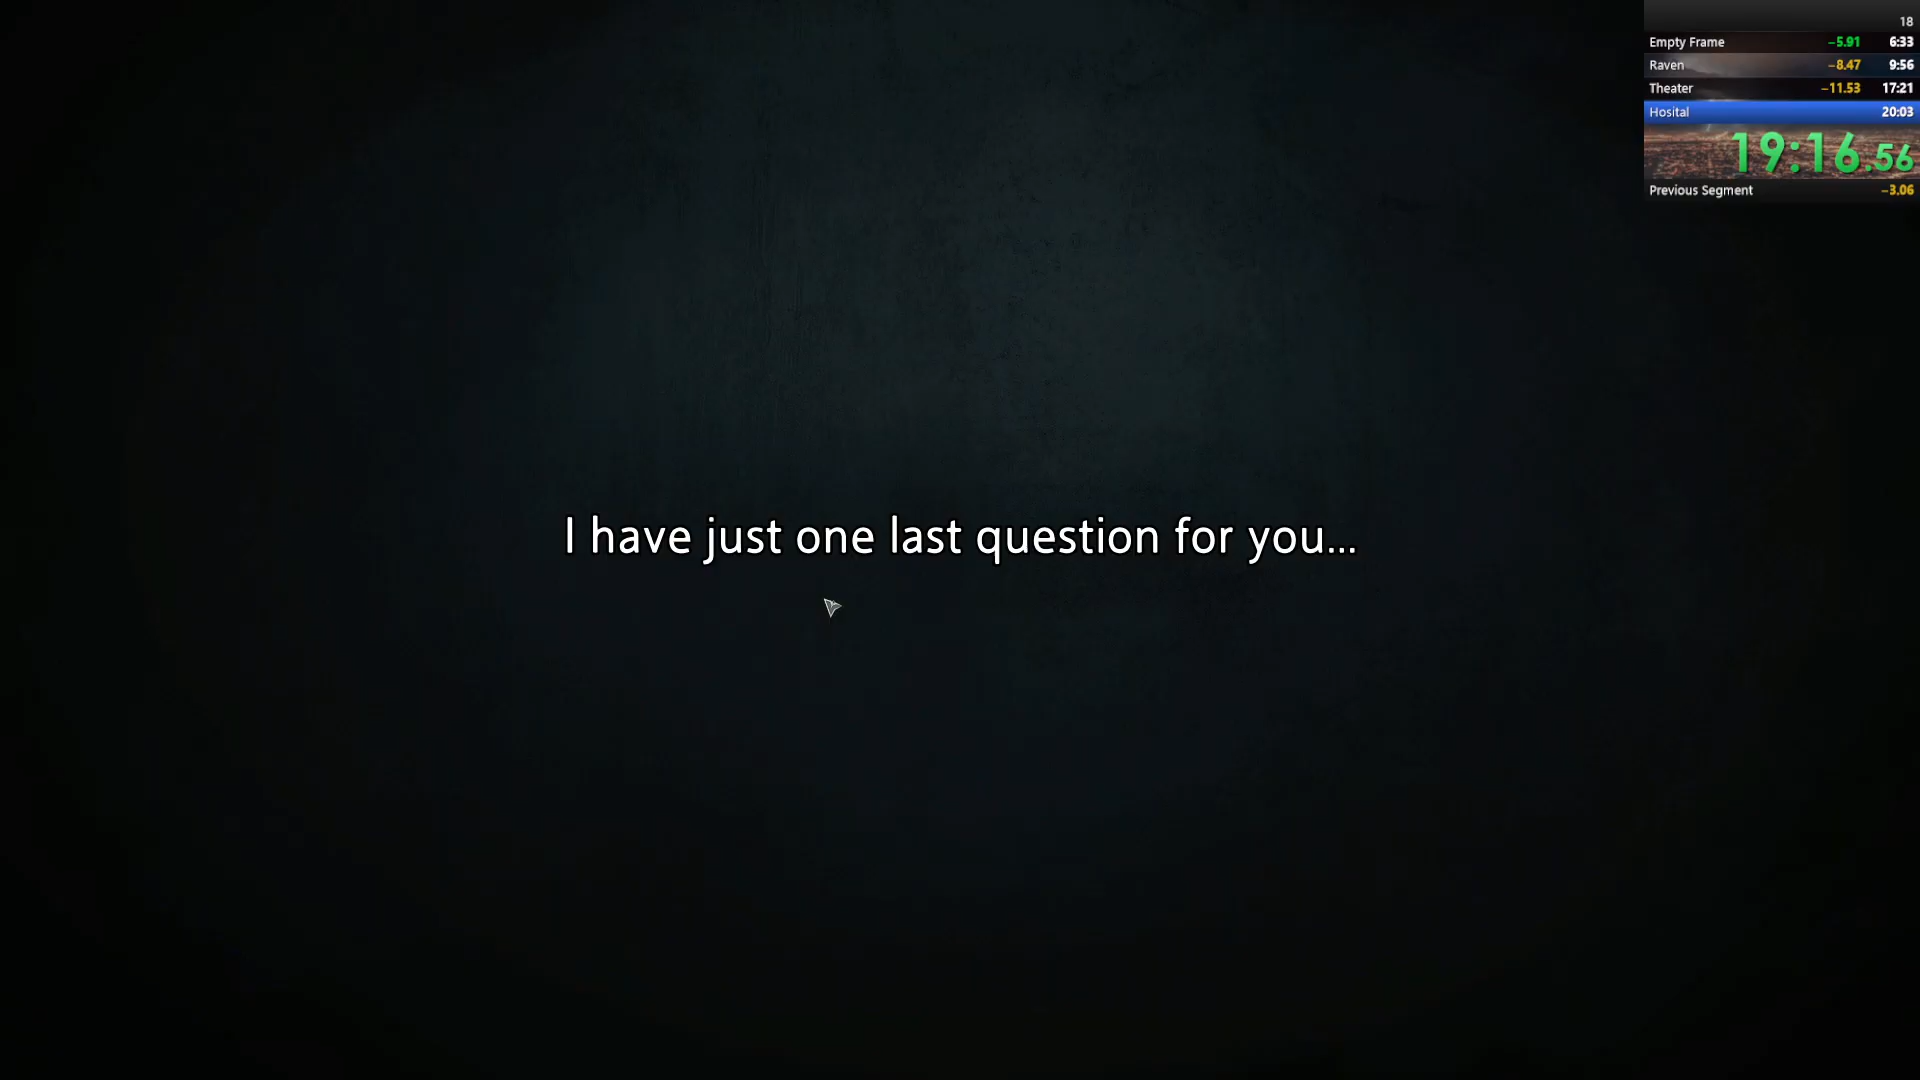 18
Empty Frame −5.91 6:33
Raven −8.47 9:56
Theater −11.53 17:21
Hosital 20:03
19:16.56
Previous Segment −3.06
I have just one last question for you...